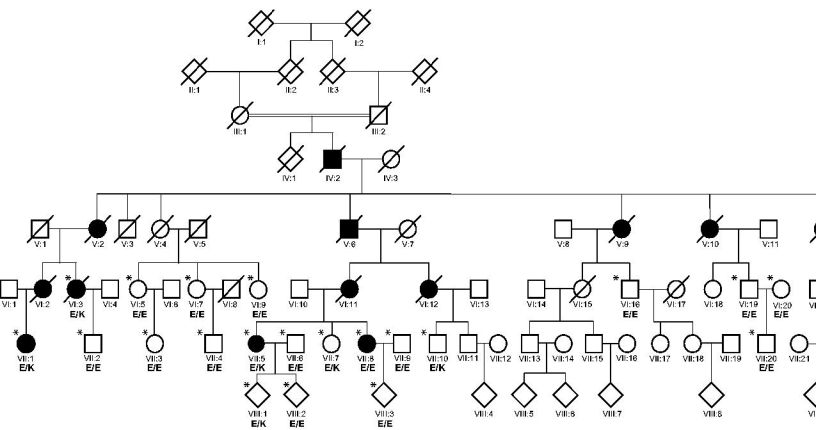 I:1 I:2
II:1 II:2 II:3 II:4
III:1 III:2
IV:1 IV:2 IV:3
V:1 V:2 V:3 V:4 V:5 V:6 V:7 V:8 V:9 V:10 V:11
* * * * * * *
VI:1 VI:2 VI:3 VI:4 VI:5 VI:6 VI:7 VI:8 VI:9 VI:10 VI:11 VI:12 VI:13 VI:14 VI:15 VI:16 VI:17 VI:18 VI:19 VI:20
E/K E/E E/E E/E E/E E/E E/E
* * * * * * * * * * *
VII:1 VII:2 VII:3 VII:4 VII:5 VII:6 VII:7 VII:8 VII:9 VII:10 VII:11 VII:12 VII:13 VII:14 VII:15 VII:16 VII:17 VII:18 VII:19 VII:20 VII:21
E/K E/E E/E E/E E/K E/E E/K E/E E/E E/K E/E
* * *
VIII:1 VIII:2 VIII:3 VIII:4 VIII:5 VIII:6 VIII:7 VIII:8
E/K E/E E/E